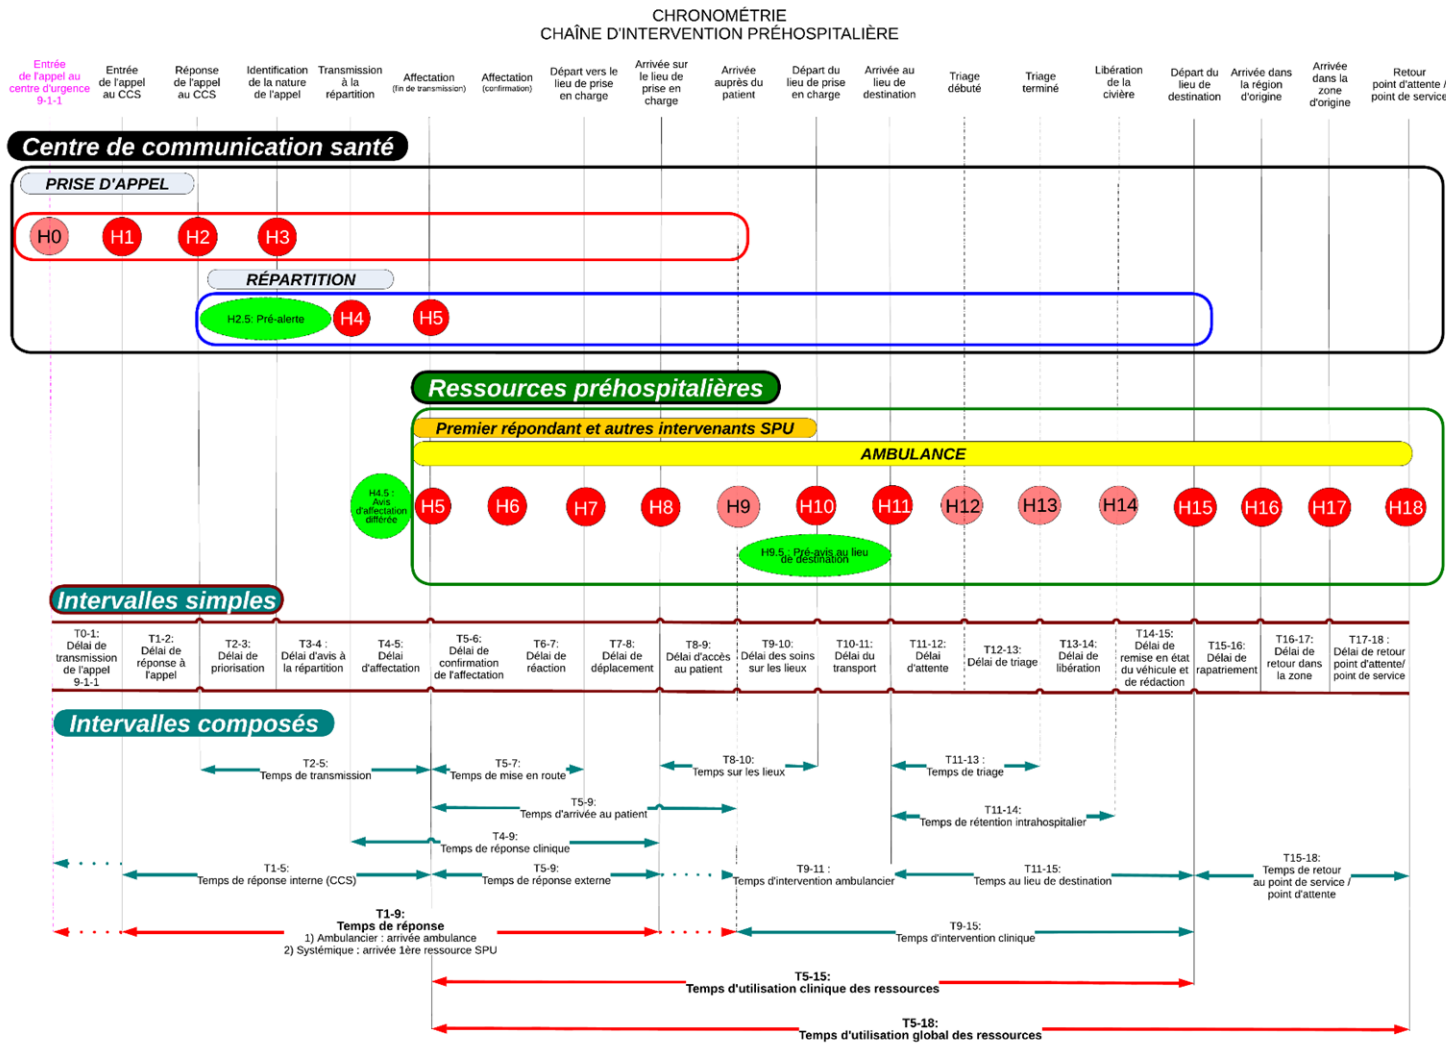 CHRONOMÉTRIE
CHAÎNE D'INTERVENTION PRÉHOSPITALIÈRE
Entrée
de l'appel au
centre d'urgence
9-1-1
Entrée
de l'appel
au CCS
Réponse
de l'appel
au CCS
Identification
de la nature
de l'appel
Transmission
à la
répartition
Affectation
(fin de transmission)
Affectation
(confirmation)
Départ vers le
lieu de prise
en charge
Arrivée sur
le lieu de
prise en
charge
Arrivée
auprès du
patient
Départ du
lieu de prise
en charge
Arrivée au
lieu de
destination
Triage
débuté
Triage
terminé
Libération
de la
civière
Départ du
lieu de
destination
Arrivée dans
la région
d'origine
Arrivée
dans la
zone
d'origine
Retour
point d'attente /
point de service
Centre de communication santé
PRISE D'APPEL
H0
H1
H2
H3
RÉPARTITION
H2.5: Pré-alerte
H4
H5
Ressources préhospitalières
Premier répondant et autres intervenants SPU
AMBULANCE
H4.5 :
Avis
d'affectation
différée
H5
H6
H7
H8
H9
H10
H11
H12
H13
H14
H15
H16
H17
H18
H9.5 : Pré-avis au lieu
de destination
Intervalles simples
T0-1:
Délai de
transmission
de l'appel
9-1-1
T1-2:
Délai de
réponse à
l'appel
T2-3:
Délai de
priorisation
T3-4 :
Délai d'avis à
la répartition
T4-5:
Délai
d'affectation
T5-6:
Délai de
confirmation
de l'affectation
T6-7:
Délai de
réaction
T7-8:
Délai de
déplacement
T8-9:
Délai d'accès
au patient
T9-10:
Délai des soins
sur les lieux
T10-11:
Délai du
transport
T11-12:
Délai
d'attente
T12-13:
Délai de triage
T13-14:
Délai de
libération
T14-15:
Délai de
remise en état
du véhicule et
de rédaction
T15-16:
Délai de
rapatriement
T16-17:
Délai de
retour dans
la zone
T17-18 :
Délai de retour
point d'attente/
point de service
Intervalles composés
T2-5:
Temps de transmission
T5-7:
Temps de mise en route
T8-10:
Temps sur les lieux
T11-13 :
Temps de triage
T5-9:
Temps d'arrivée au patient
T11-14:
Temps de rétention intrahospitalier
T4-9:
Temps de réponse clinique
T1-5:
Temps de réponse interne (CCS)
T5-9:
Temps de réponse externe
T9-11 :
Temps d'intervention ambulancier
T11-15:
Temps au lieu de destination
T15-18:
Temps de retour
au point de service /
point d'attente
T1-9:
Temps de réponse
1) Ambulancier : arrivée ambulance
2) Systémique : arrivée 1ère ressource SPU
T9-15:
Temps d'intervention clinique
T5-15:
Temps d'utilisation clinique des ressources
T5-18:
Temps d'utilisation global des ressources